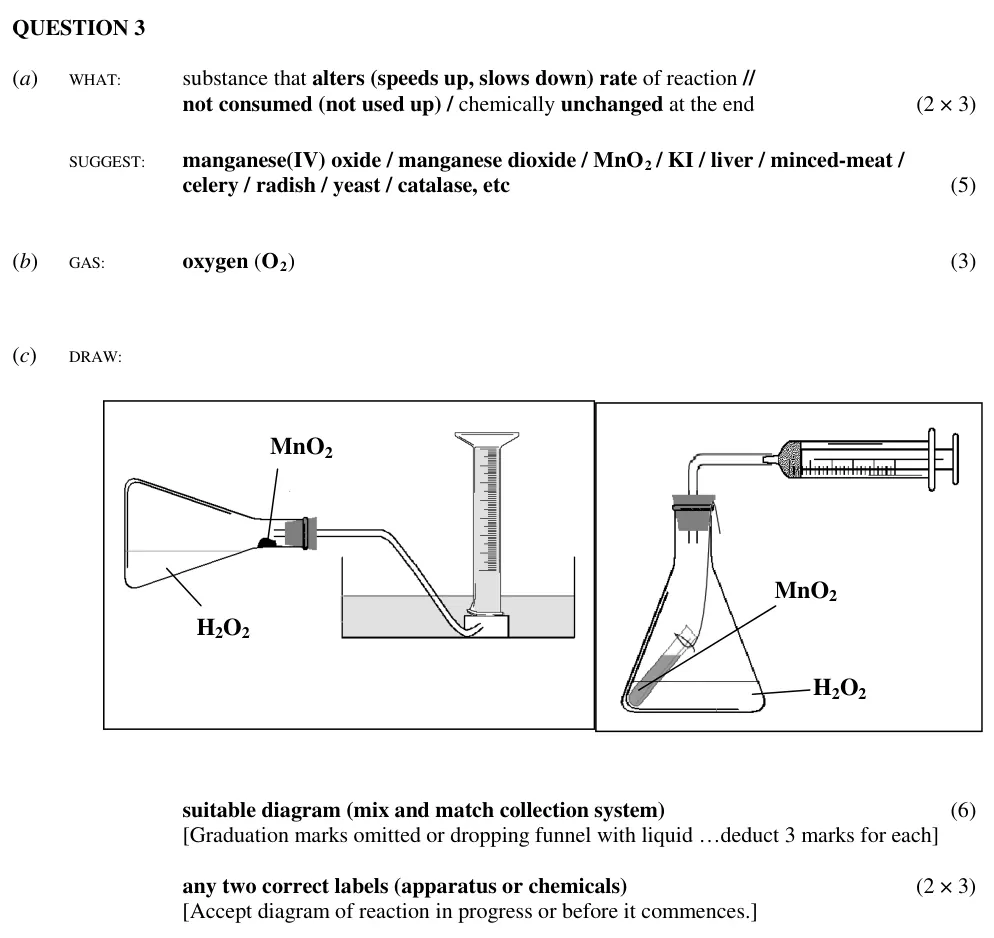 QUESTION 3
(a) WHAT: substance that alters (speeds up, slows down) rate of reaction //
not consumed (not used up) / chemically unchanged at the end (2 × 3)
SUGGEST: manganese(IV) oxide / manganese dioxide / MnO₂ / KI / liver / minced-meat /
celery / radish / yeast / catalase, etc (5)
(b) GAS: oxygen (O₂) (3)
(c) DRAW:
MnO₂
H₂O₂
MnO₂
H₂O₂
suitable diagram (mix and match collection system) (6)
[Graduation marks omitted or dropping funnel with liquid …deduct 3 marks for each]
any two correct labels (apparatus or chemicals) (2 × 3)
[Accept diagram of reaction in progress or before it commences.]